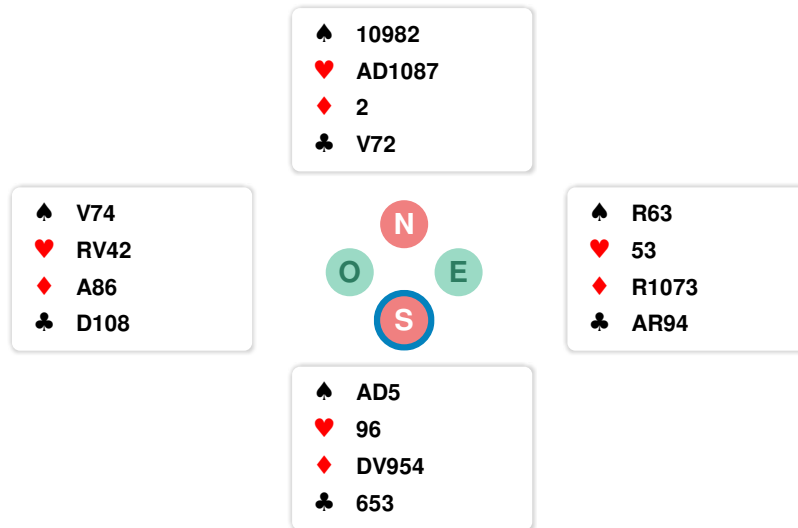 ♠ 10982
♥ AD1087
♦ 2
♣ V72
♠ V74
♥ RV42
♦ A86
♣ D108
N
O E
S
♠ R63
♥ 53
♦ R1073
♣ AR94
♠ AD5
♥ 96
♦ DV954
♣ 653